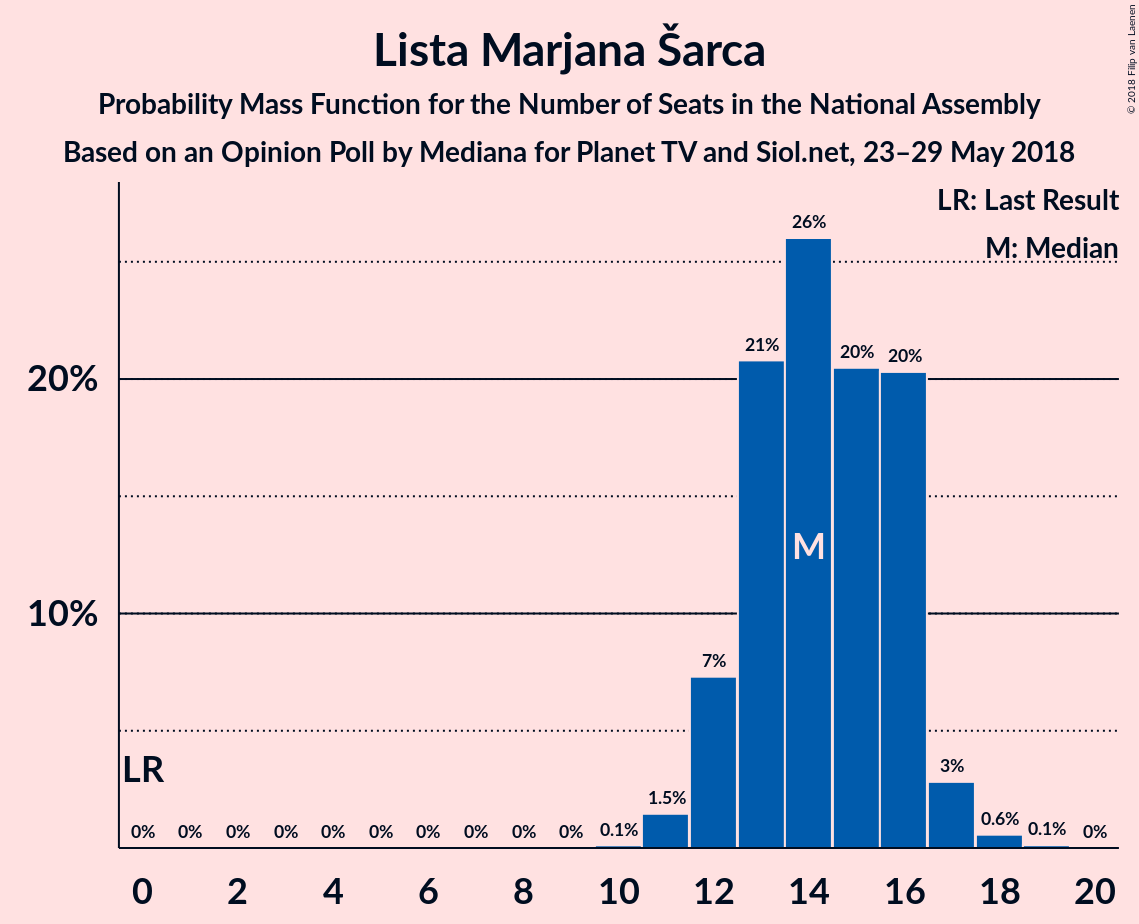 Lista Marjana Šarca
Probability Mass Function for the Number of Seats in the National Assembly
Based on an Opinion Poll by Mediana for Planet TV and Siol.net, 23–29 May 2018
© 2018 Filip van Laenen
LR: Last Result
M: Median
20%
10%
LR
M
0% 0% 0% 0% 0% 0% 0% 0% 0% 0% 0.1% 1.5% 7% 21% 26% 20% 20% 3% 0.6% 0.1% 0%
0 2 4 6 8 10 12 14 16 18 20